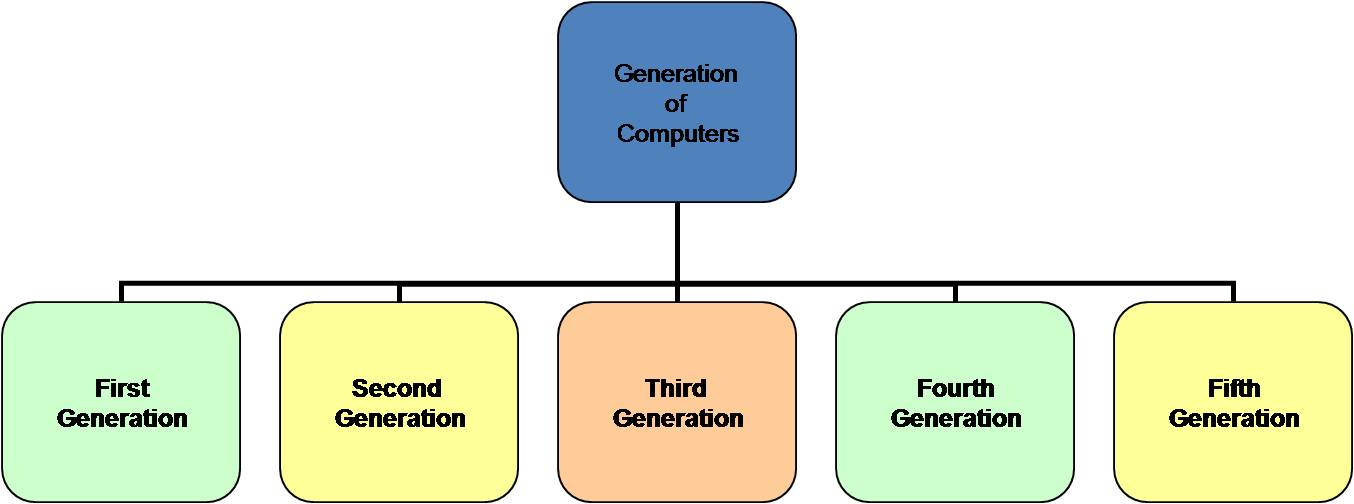 Generation
of
Computers
First
Generation
Second
Generation
Third
Generation
Fourth
Generation
Fifth
Generation